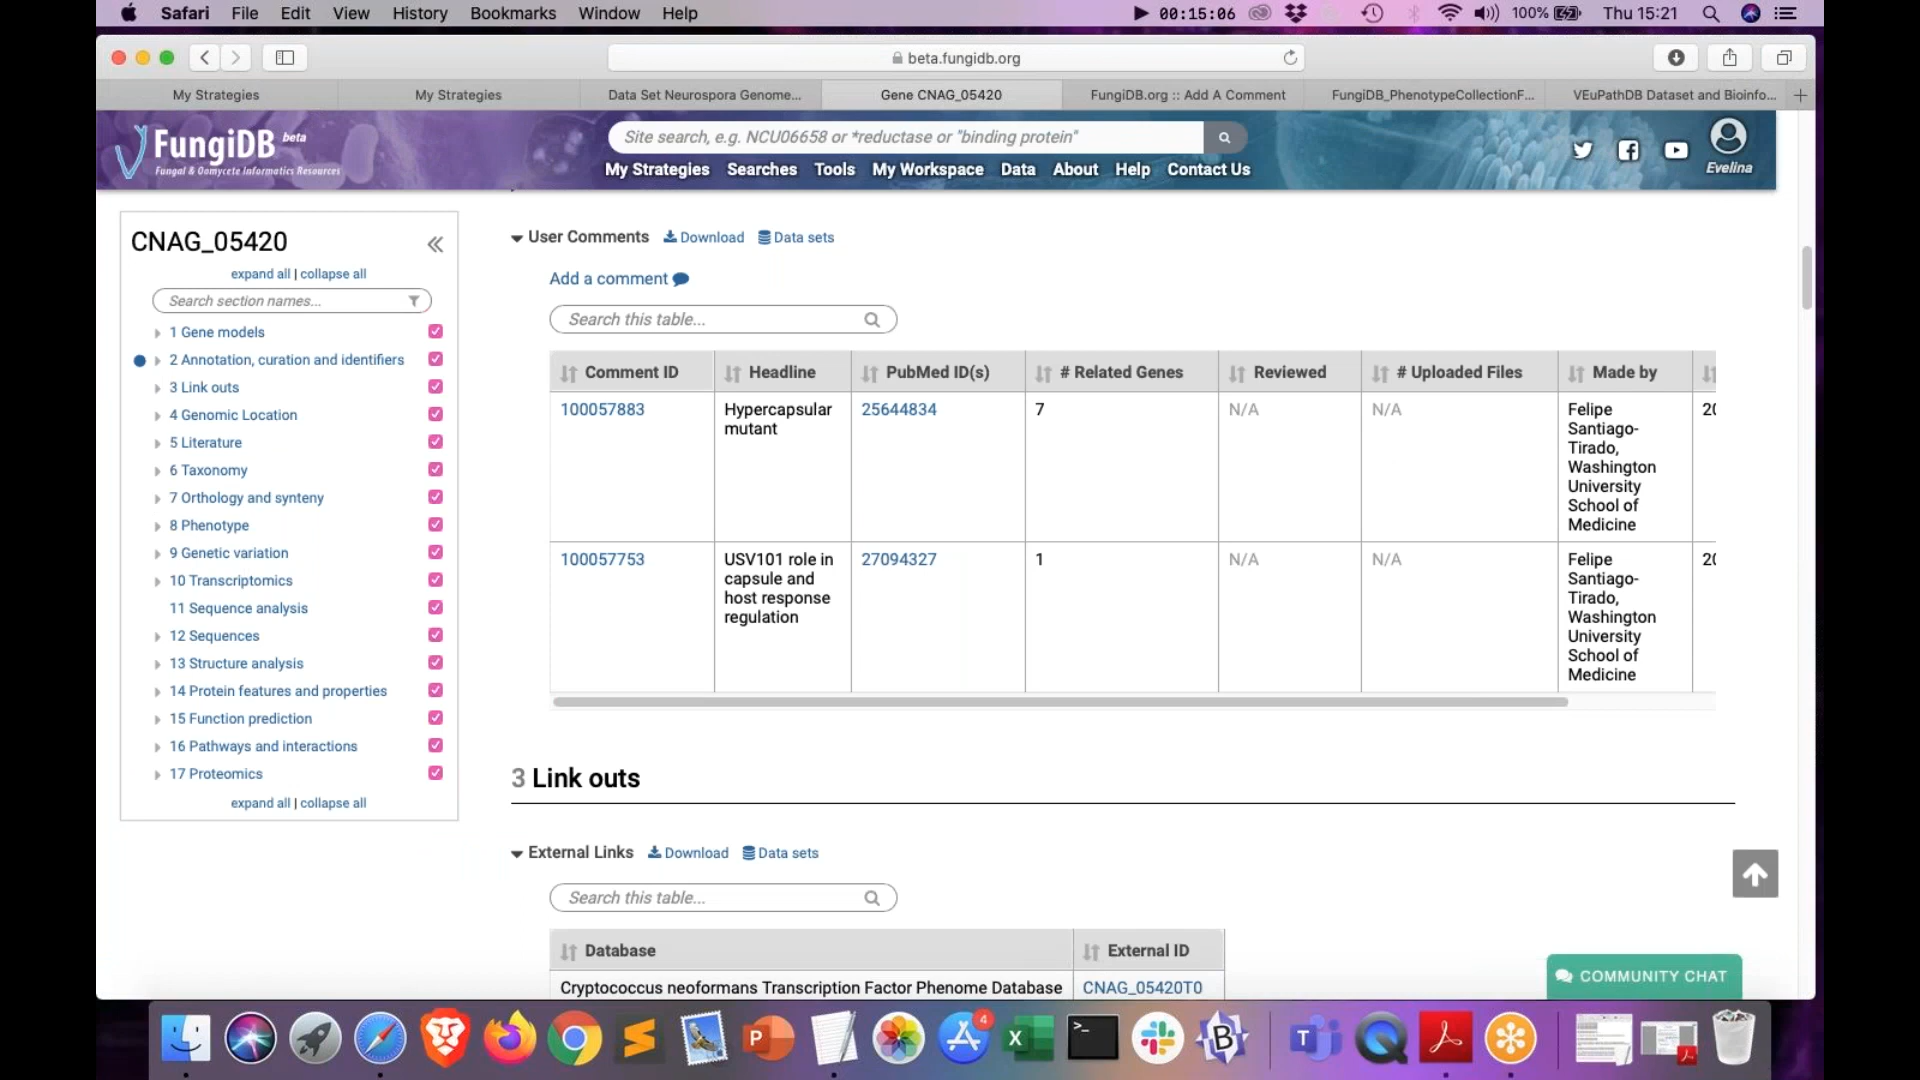 Safari File Edit View History Bookmarks Window Help 00:15:06 100% Thu 15:21
beta.fungidb.org
My Strategies My Strategies Data Set Neurospora Genome... Gene CNAG_05420 FungiDB.org :: Add A Comment FungiDB_PhenotypeCollectionF... VEuPathDB Dataset and Bioinfo...
FungiDB beta
Fungal & Oomycete Informatics Resources
Site search, e.g. NCU06658 or *reductase or "binding protein"
My Strategies Searches Tools My Workspace Data About Help Contact Us
Evelina
CNAG_05420
expand all | collapse all
Search section names...
1 Gene models
2 Annotation, curation and identifiers
3 Link outs
4 Genomic Location
5 Literature
6 Taxonomy
7 Orthology and synteny
8 Phenotype
9 Genetic variation
10 Transcriptomics
11 Sequence analysis
12 Sequences
13 Structure analysis
14 Protein features and properties
15 Function prediction
16 Pathways and interactions
17 Proteomics
expand all | collapse all
User Comments Download Data sets
Add a comment
Search this table...
Comment ID Headline PubMed ID(s) # Related Genes Reviewed # Uploaded Files Made by
100057883 Hypercapsular 25644834 7 N/A N/A Felipe
mutant Santiago-
Tirado,
Washington
University
School of
Medicine
100057753 USV101 role in 27094327 1 N/A N/A Felipe
capsule and Santiago-
host response Tirado,
regulation Washington
University
School of
Medicine
3 Link outs
External Links Download Data sets
Search this table...
Database External ID
Cryptococcus neoformans Transcription Factor Phenome Database CNAG_05420T0
COMMUNITY CHAT
4